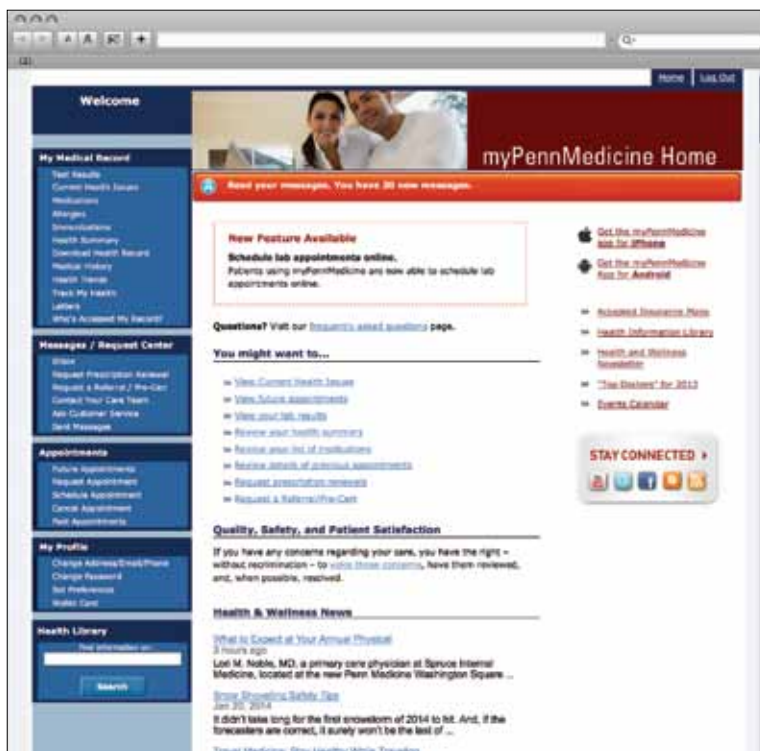 Home
Log Out
Welcome
myPennMedicine Home
Read your messages. You have 20 new messages.
My Medical Record
Test Results
Current Health Issues
Medications
Allergies
Immunizations
Health Summary
Download Health Record
Medical History
Health Trends
Track My Health
Letters
Who's Accessed My Record?
Messages / Request Center
Inbox
Request Prescription Renewal
Request a Referral / Pre-Cert
Contact Your Care Team
Ask Customer Service
Sent Messages
Appointments
Future Appointments
Request Appointment
Schedule Appointment
Cancel Appointment
Past Appointments
My Profile
Change Address/Email/Phone
Change Password
Set Preferences
Wallet Card
Health Library
Find information on:
Search
New Feature Available
Schedule lab appointments online.
Patients using myPennMedicine are now able to schedule lab
appointments online.
Questions? Visit our frequently asked questions page.
You might want to...
View Current Health Issues
View future appointments
View your lab results
Review your health summary
Review your list of medications
Review details of previous appointments
Request prescription renewals
Request a Referral/Pre-Cert
Quality, Safety, and Patient Satisfaction
If you have any concerns regarding your care, you have the right –
without recrimination – to voice those concerns, have them reviewed,
and, when possible, resolved.
Health & Wellness News
What to Expect at Your Annual Physical
3 hours ago
Lori M. Noble, MD, a primary care physician at Spruce Internal
Medicine, located at the new Penn Medicine Washington Square ...
Snow Shoveling Safety Tips
Jan 20, 2014
It didn't take long for the first snowstorm of 2014 to hit. And, if the
forecasters are correct, it surely won't be the last of ...
Travel Medicine: Stay Healthy While Traveling
Get the myPennMedicine
app for iPhone
Get the myPennMedicine
App for Android
Accepted Insurance Plans
Health Information Library
Health and Wellness
Newsletter
"Top Doctors" for 2013
Events Calendar
STAY CONNECTED